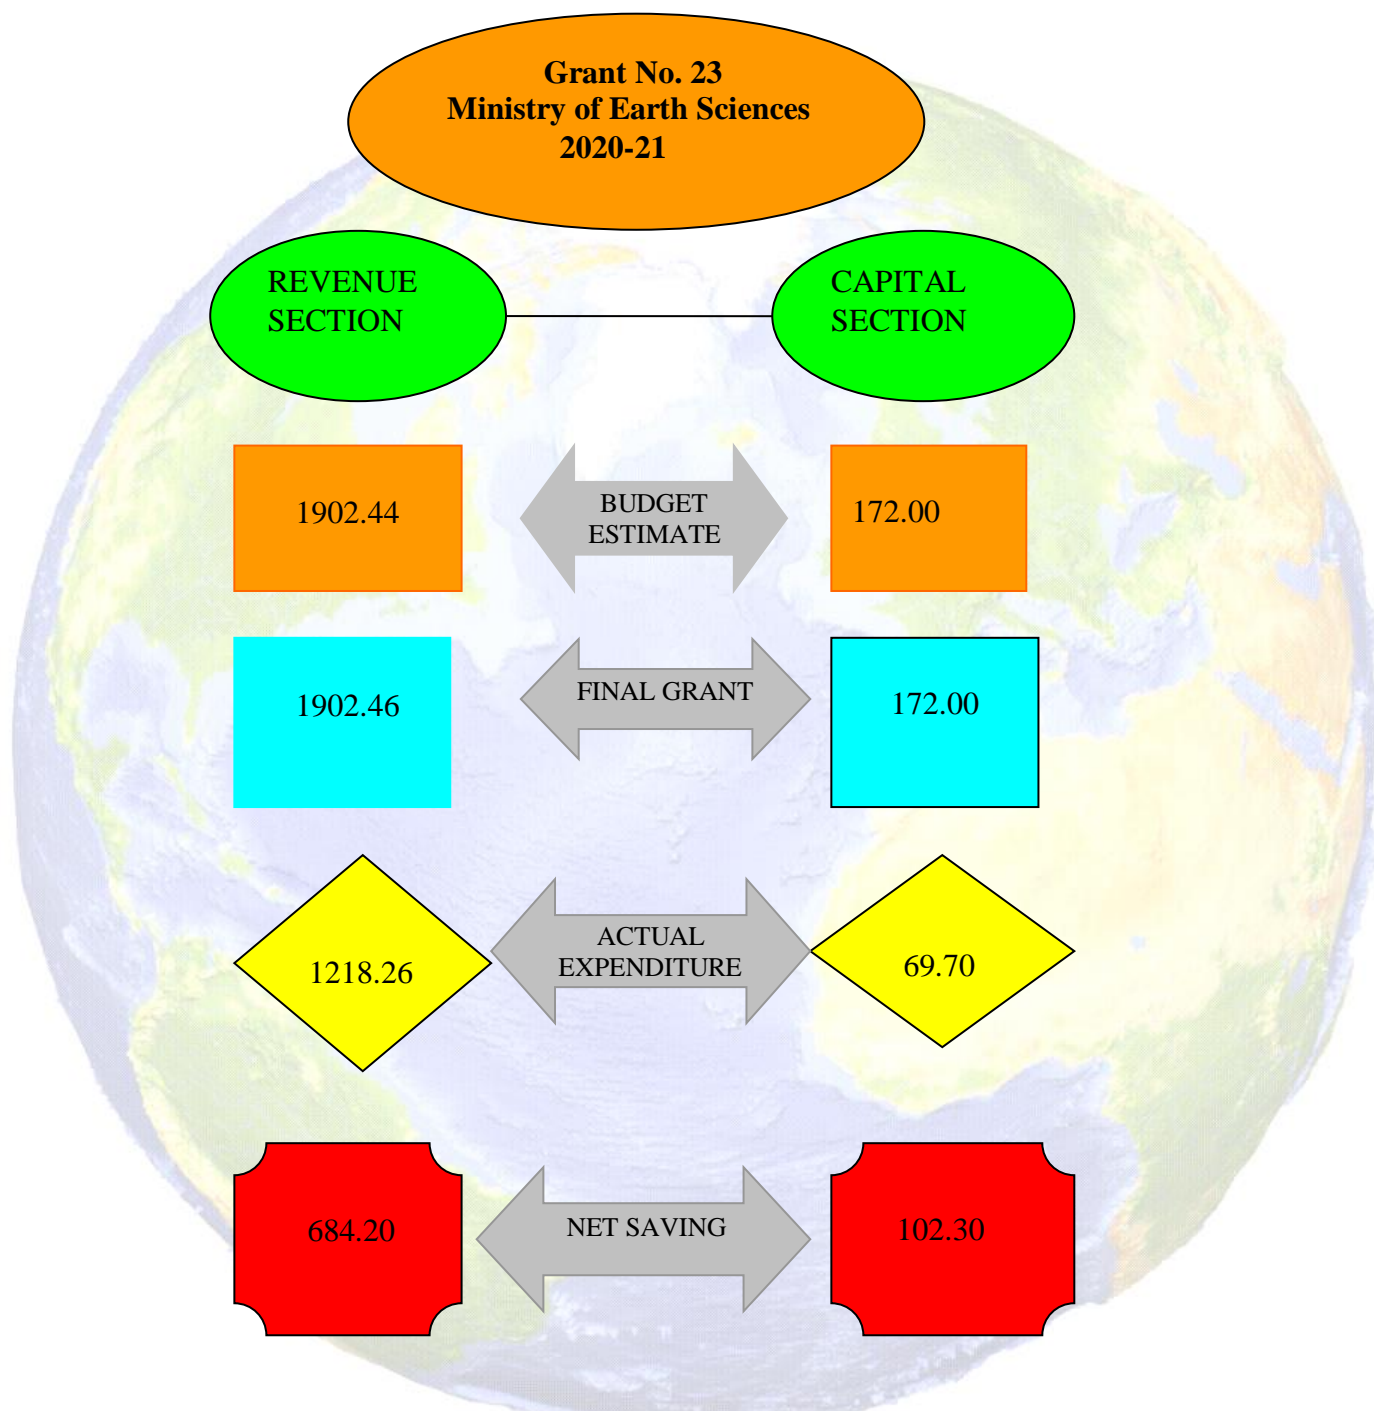 Grant No. 23
Ministry of Earth Sciences
2020-21
REVENUE
SECTION
CAPITAL
SECTION
1902.44
BUDGET
ESTIMATE
172.00
1902.46
FINAL GRANT
172.00
1218.26
ACTUAL
EXPENDITURE
69.70
684.20
NET SAVING
102.30